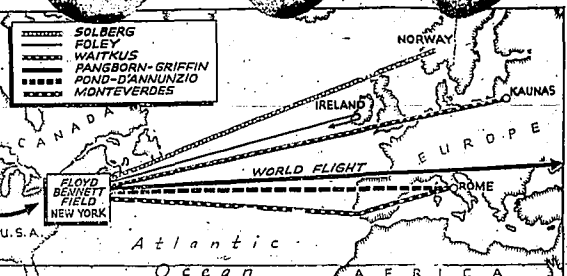 SOLBERG
FOLEY
WAITKUS
PANGBORN-GRIFFIN
POND-D'ANNUNZIO
MONTEVERDES
NORWAY
IRELAND
KAUNAS
CANADA
EUROPE
WORLD FLIGHT
FLOYD
BENNETT
FIELD
NEW YORK
ROME
U.S.A.
Atlantic
Ocean
AFRICA